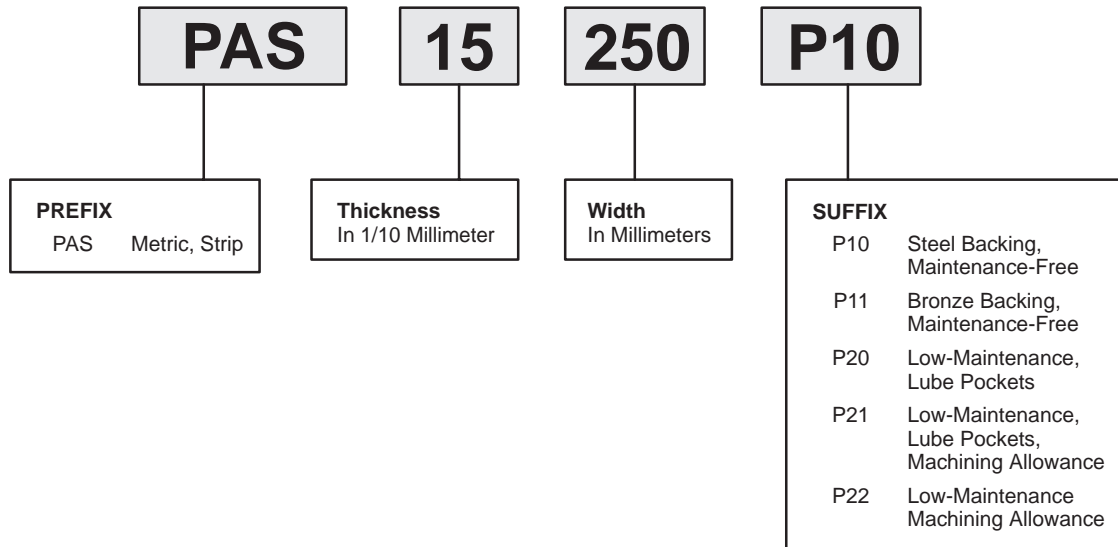 PAS 15 250 P10
PREFIX
PAS Metric, Strip
Thickness
In 1/10 Millimeter
Width
In Millimeters
SUFFIX
P10 Steel Backing,
Maintenance-Free
P11 Bronze Backing,
Maintenance-Free
P20 Low-Maintenance,
Lube Pockets
P21 Low-Maintenance,
Lube Pockets,
Machining Allowance
P22 Low-Maintenance
Machining Allowance